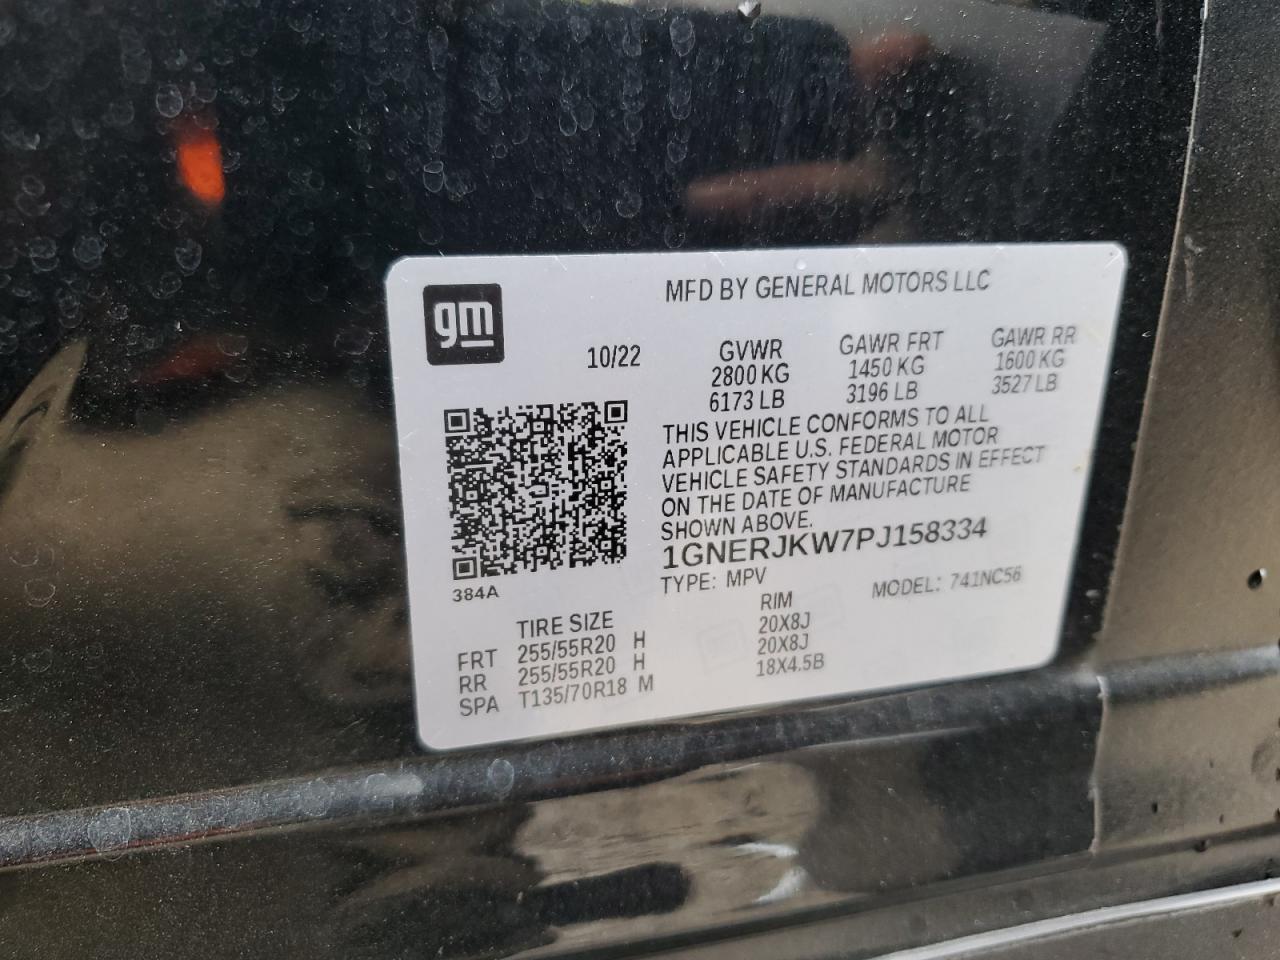 gm
MFD BY GENERAL MOTORS LLC
10/22 GVWR GAWR FRT GAWR RR
2800 KG 1450 KG 1600 KG
6173 LB 3196 LB 3527 LB
THIS VEHICLE CONFORMS TO ALL
APPLICABLE U.S. FEDERAL MOTOR
VEHICLE SAFETY STANDARDS IN EFFECT
ON THE DATE OF MANUFACTURE
SHOWN ABOVE.
1GNERJKW7PJ158334
TYPE: MPV MODEL: 741NC56
384A
TIRE SIZE RIM
FRT 255/55R20 H 20X8J
RR 255/55R20 H 20X8J
SPA T135/70R18 M 18X4.5B